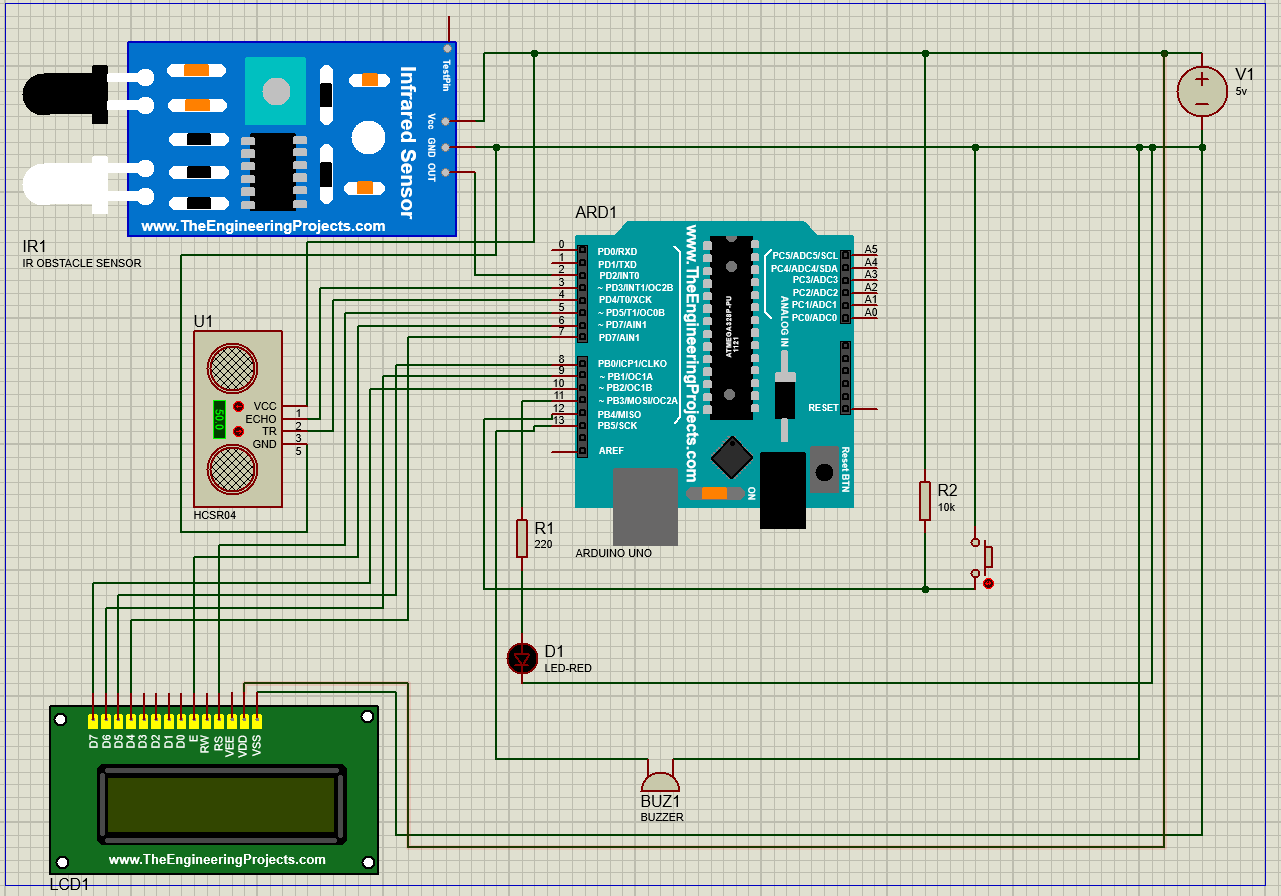 TestPin
Vcc
GND
OUT
Infrared Sensor
www.TheEngineeringProjects.com
IR1
IR OBSTACLE SENSOR
V1
5v
ARD1
www.TheEngineeringProjects.com
0
PD0/RXD
1
PD1/TXD
2
PD2/INT0
3
~ PD3/INT1/OC2B
4
PD4/T0/XCK
5
~ PD5/T1/OC0B
6
~ PD7/AIN1
7
PD7/AIN1
8
PB0/ICP1/CLKO
9
~ PB1/OC1A
10
~ PB2/OC1B
11
~ PB3/MOSI/OC2A
12
PB4/MISO
13
PB5/SCK
AREF
ATMEGA328P-PU
1121
ANALOG IN
PC5/ADC5/SCL
A5
PC4/ADC4/SDA
A4
PC3/ADC3
A3
PC2/ADC2
A2
PC1/ADC1
A1
PC0/ADC0
A0
RESET
Reset BTN
ON
ARDUINO UNO
U1
50.0
VCC
1
ECHO
2
TR
3
GND
5
HCSR04
R1
220
R2
10k
D1
LED-RED
BUZ1
BUZZER
D7
D6
D5
D4
D3
D2
D1
D0
E
RW
RS
VEE
VDD
VSS
www.TheEngineeringProjects.com
LCD1